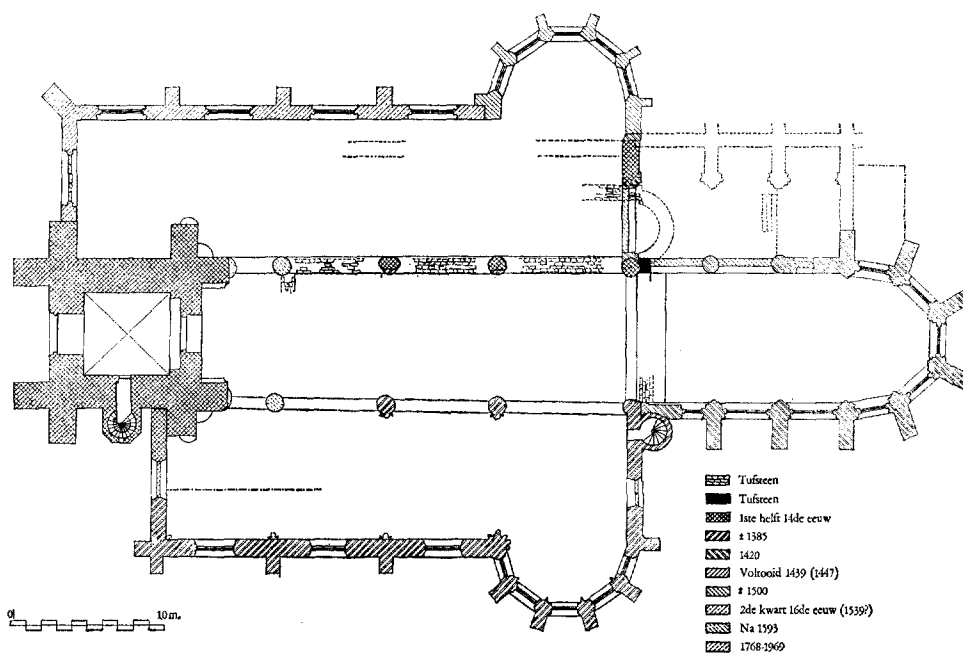 Tufsteen
Tufsteen
1ste helft 14de eeuw
± 1385
1420
Voltooid 1439 (1447)
± 1500
2de kwart 16de eeuw (1539?)
Na 1593
1768-1969
0 10 m.